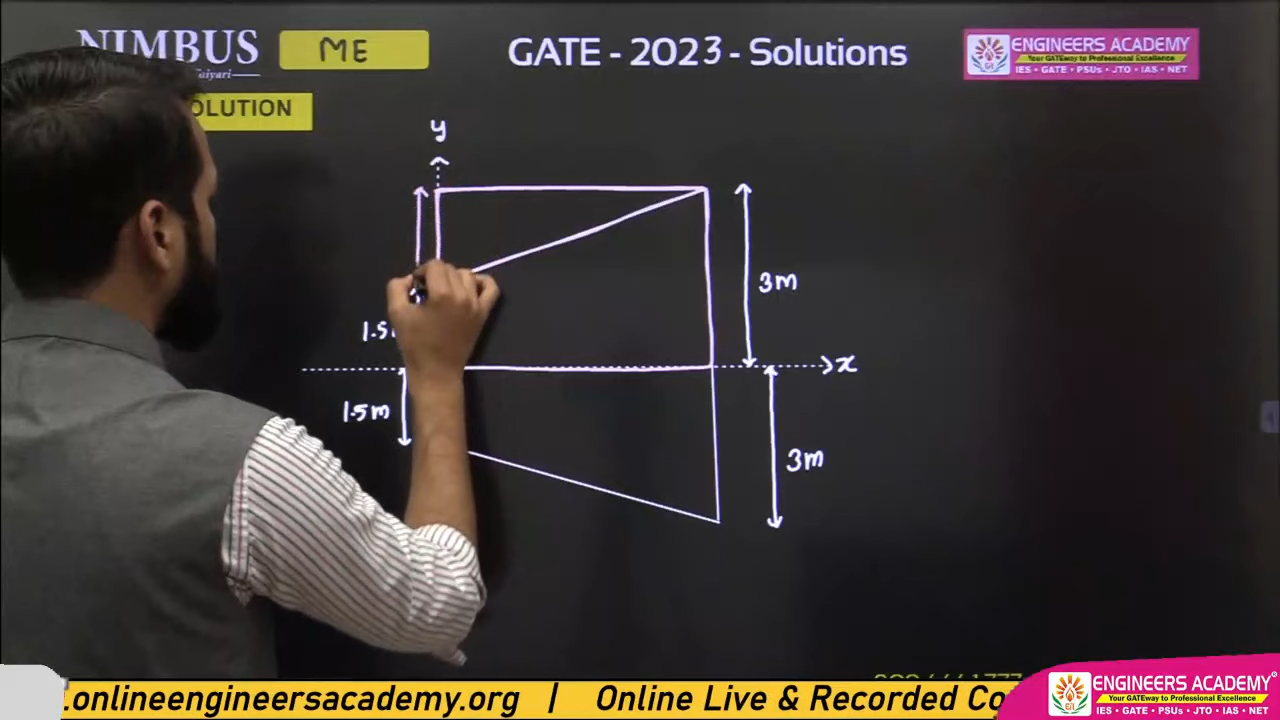 NIMBUS
ME
GATE - 2023 - Solutions
ENGINEERS ACADEMY
Your GATEway to Professional Excellence
IES • GATE • PSUs • JTO • IAS • NET
OLUTION
y
3m
1.5
x
1.5m
3m
onlineengineersacademy.org | Online Live & Recorded Co
ENGINEERS ACADEMY
Your GATEway to Professional Excellence
IES • GATE • PSUs • JTO • IAS • NET